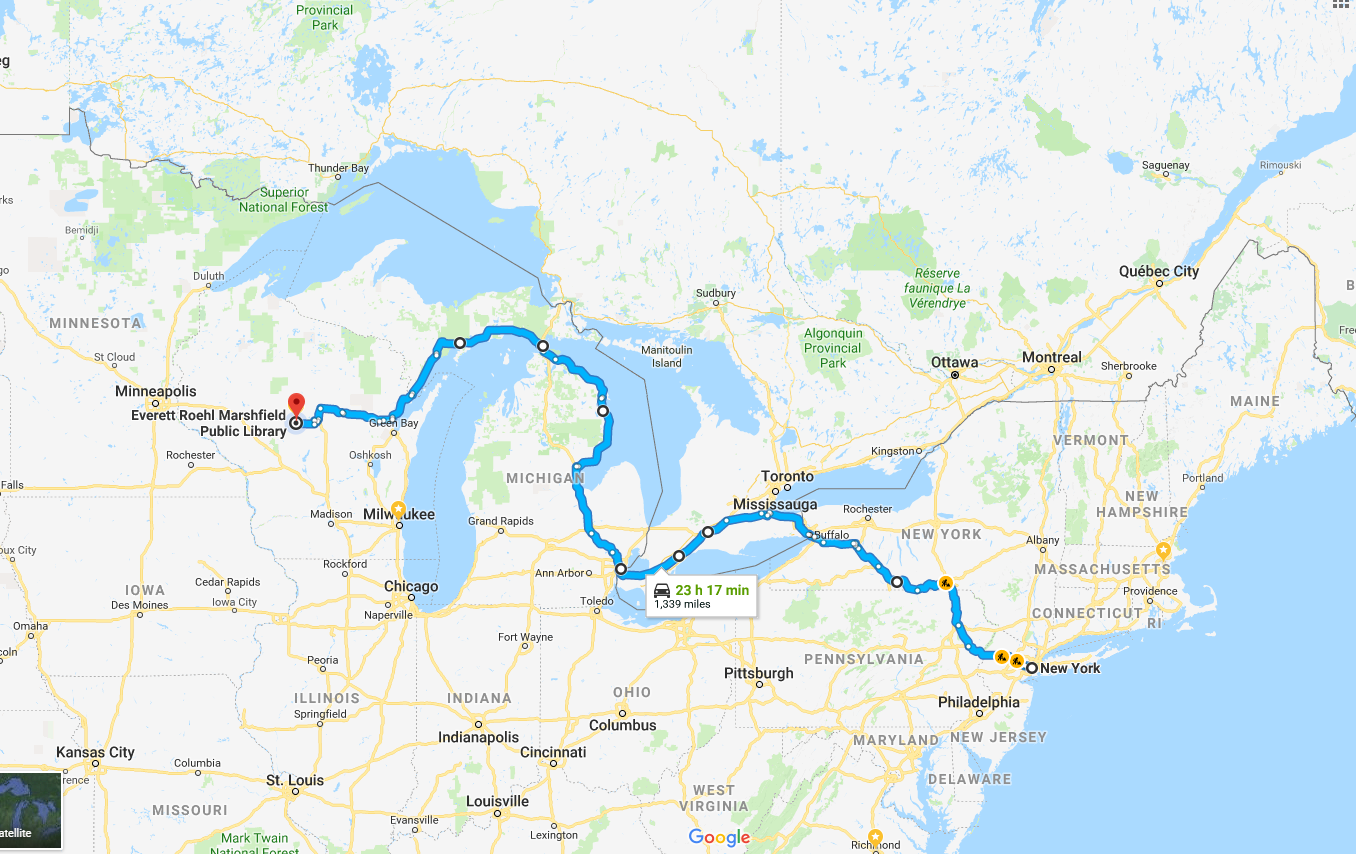 Provincial
Park
Thunder Bay
Superior
National Forest
Saguenay
Rimouski
Bemidji
Duluth
Québec City
Réserve
faunique La
Vérendrye
Sudbury
MINNESOTA
St Cloud
Algonquin
Provincial
Park
Manitoulin
Island
Ottawa
Montreal
Sherbrooke
Minneapolis
Everett Roehl Marshfield
Public Library
Green Bay
MAINE
Rochester
Oshkosh
Kingston
VERMONT
Falls
MICHIGAN
Toronto
Mississauga
Portland
NEW
HAMPSHIRE
Madison
Milwaukee
Grand Rapids
Rochester
Buffalo
NEW YORK
Albany
Rockford
Ann Arbor
MASSACHUSETTS
IOWA
Cedar Rapids
Iowa City
Des Moines
Chicago
Naperville
Toledo
23 h 17 min
1,339 miles
Providence
CONNECTICUT
RI
Omaha
Fort Wayne
Peoria
PENNSYLVANIA
New York
Pittsburgh
ILLINOIS
Springfield
INDIANA
OHIO
Columbus
Philadelphia
Indianapolis
MARYLAND
NEW JERSEY
Kansas City
Columbia
Cincinnati
DELAWARE
St. Louis
WEST
VIRGINIA
MISSOURI
Louisville
Evansville
Lexington
Mark Twain
National Forest
Google
Richmond